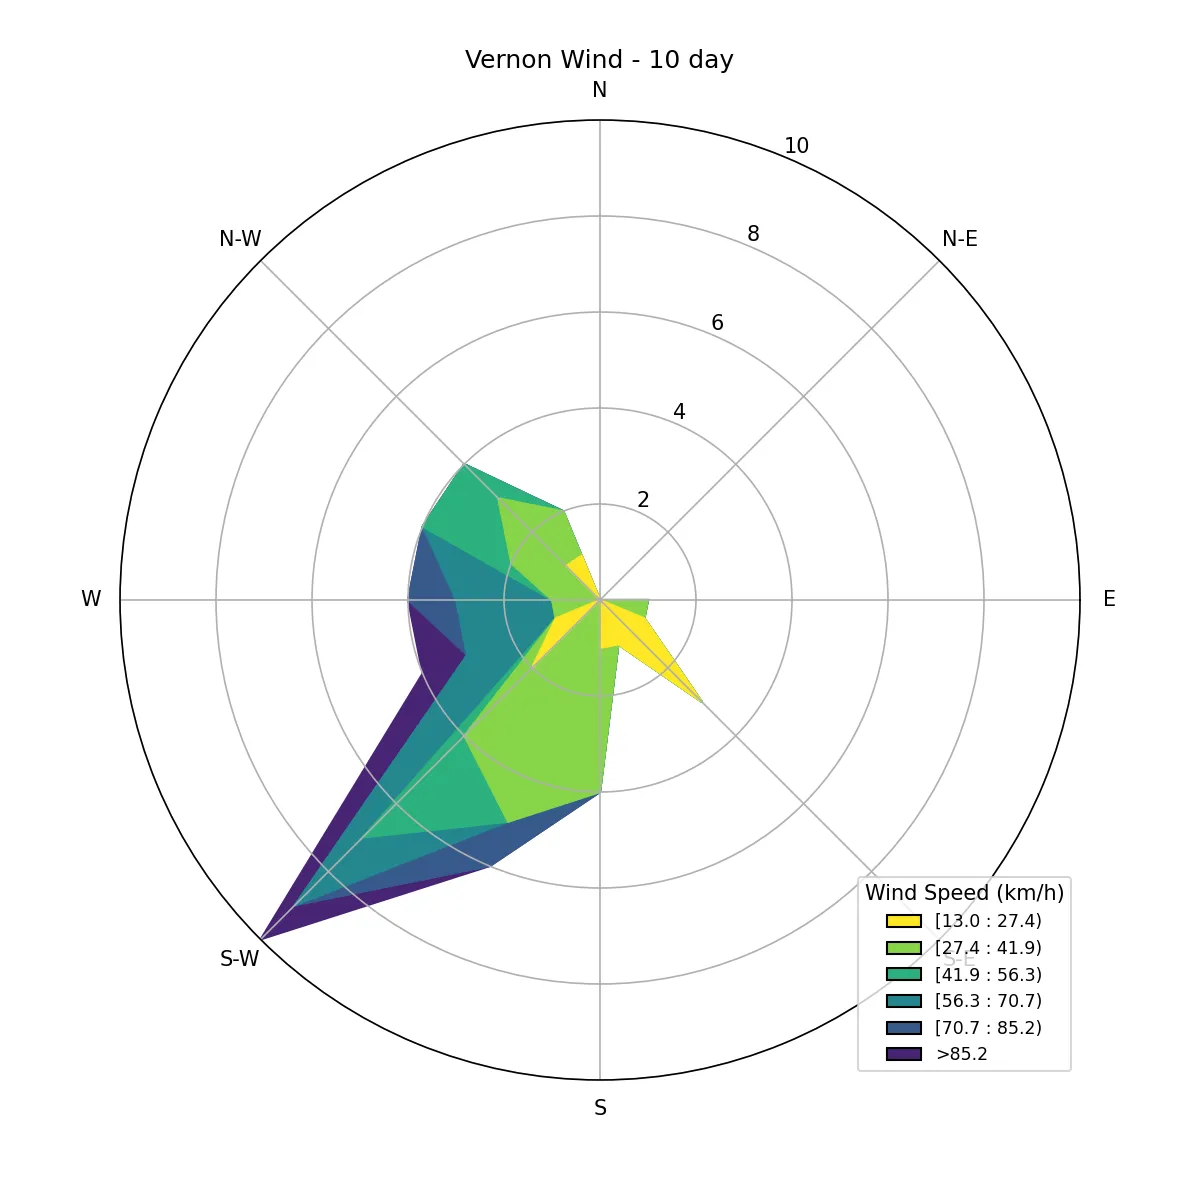 Vernon Wind - 10 day
N
10
N-W
8
N-E
6
4
2
W
E
S-W
S-E
S
Wind Speed (km/h)
[13.0 : 27.4)
[27.4 : 41.9)
[41.9 : 56.3)
[56.3 : 70.7)
[70.7 : 85.2)
>85.2